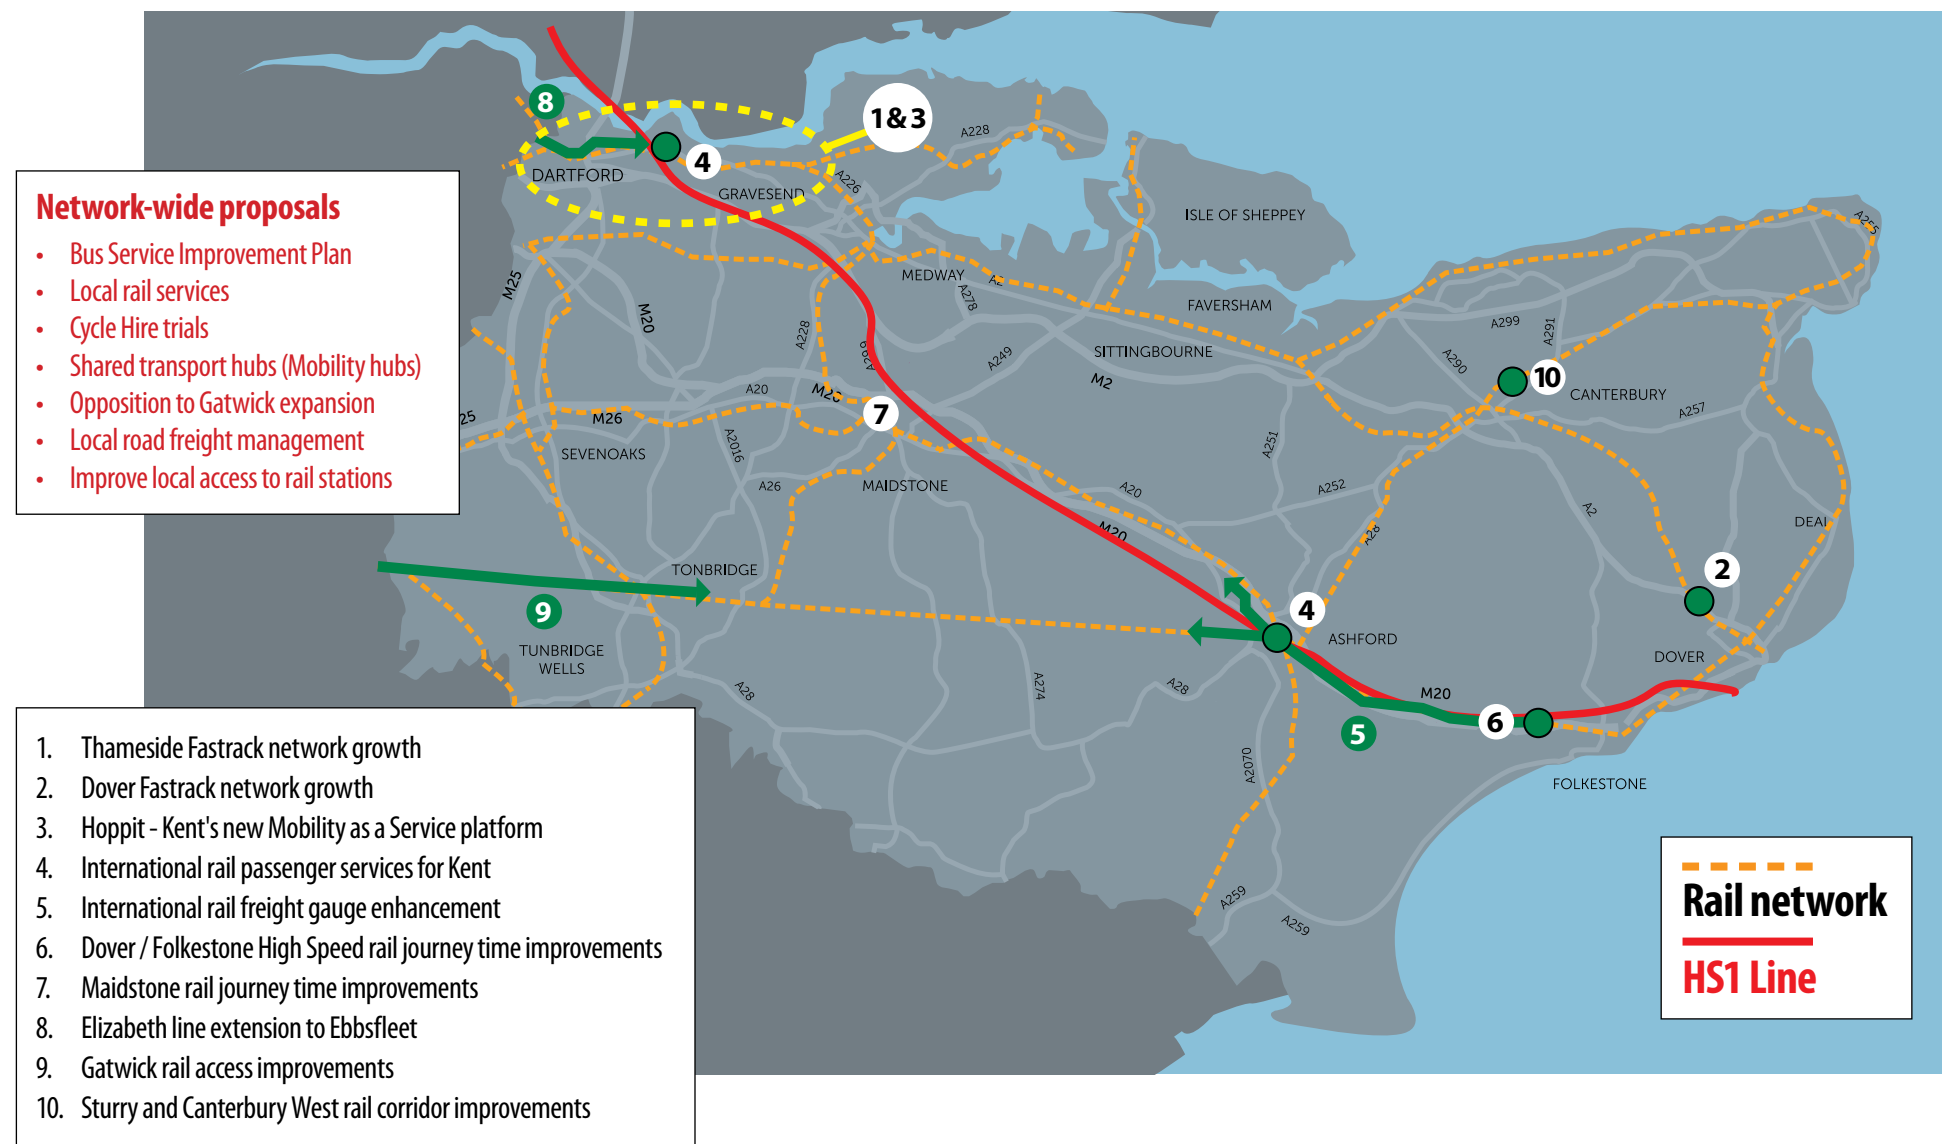 8
1 & 3
A228
4
DARTFORD
GRAVESEND
A226
ISLE OF SHEPPEY
A255
Network-wide proposals
• Bus Service Improvement Plan
• Local rail services
• Cycle Hire trials
• Shared transport hubs (Mobility hubs)
• Opposition to Gatwick expansion
• Local road freight management
• Improve local access to rail stations
M25
MEDWAY
A2
A278
FAVERSHAM
M20
A228
A299
A291
A249
SITTINGBOURNE
A290
M2
10
CANTERBURY
A20
M20
A257
25
M26
7
A2016
A251
SEVENOAKS
A26
MAIDSTONE
A20
A252
A2
M20
A28
DEAL
TONBRIDGE
2
9
4
ASHFORD
TUNBRIDGE
WELLS
DOVER
A28
A274
A28
M20
6
5
A2070
FOLKESTONE
A259
A259
1. Thameside Fastrack network growth
2. Dover Fastrack network growth
3. Hoppit - Kent's new Mobility as a Service platform
4. International rail passenger services for Kent
5. International rail freight gauge enhancement
6. Dover / Folkestone High Speed rail journey time improvements
7. Maidstone rail journey time improvements
8. Elizabeth line extension to Ebbsfleet
9. Gatwick rail access improvements
10. Sturry and Canterbury West rail corridor improvements
Rail network
HS1 Line